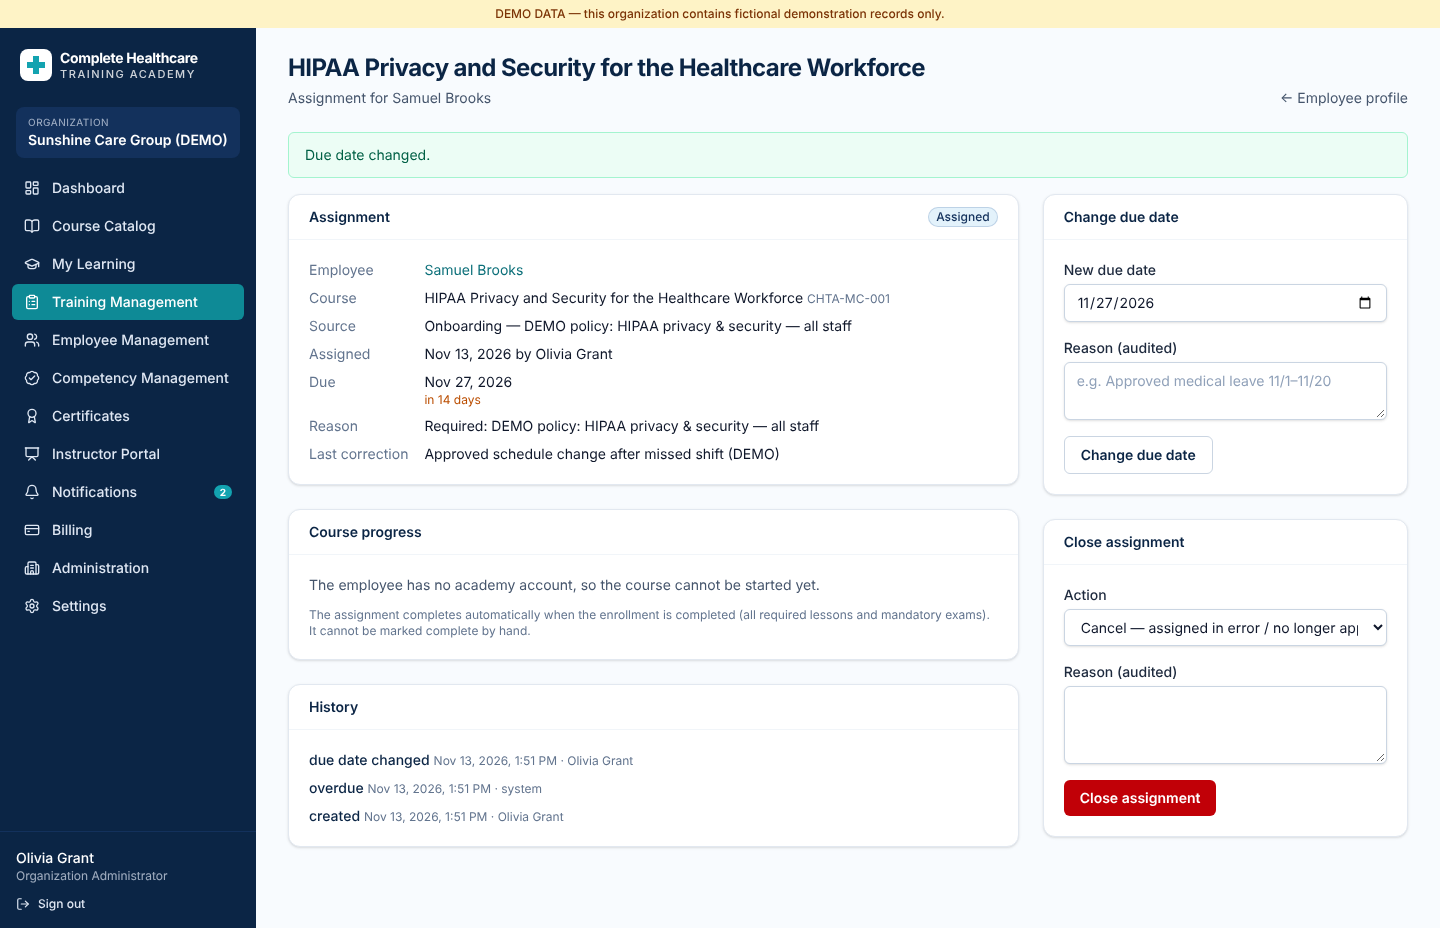 DEMO DATA — this organization contains fictional demonstration records only.
Complete Healthcare
TRAINING ACADEMY
ORGANIZATION
Sunshine Care Group (DEMO)
Dashboard
Course Catalog
My Learning
Training Management
Employee Management
Competency Management
Certificates
Instructor Portal
Notifications 2
Billing
Administration
Settings
Olivia Grant
Organization Administrator
Sign out
HIPAA Privacy and Security for the Healthcare Workforce
Assignment for Samuel Brooks
← Employee profile
Due date changed.
Assignment Assigned
Employee Samuel Brooks
Course HIPAA Privacy and Security for the Healthcare Workforce CHTA-MC-001
Source Onboarding — DEMO policy: HIPAA privacy & security — all staff
Assigned Nov 13, 2026 by Olivia Grant
Due Nov 27, 2026
in 14 days
Reason Required: DEMO policy: HIPAA privacy & security — all staff
Last correction Approved schedule change after missed shift (DEMO)
Course progress
The employee has no academy account, so the course cannot be started yet.
The assignment completes automatically when the enrollment is completed (all required lessons and mandatory exams).
It cannot be marked complete by hand.
History
due date changed Nov 13, 2026, 1:51 PM · Olivia Grant
overdue Nov 13, 2026, 1:51 PM · system
created Nov 13, 2026, 1:51 PM · Olivia Grant
Change due date
New due date
11/27/2026
Reason (audited)
e.g. Approved medical leave 11/1–11/20
Change due date
Close assignment
Action
Cancel — assigned in error / no longer app
Reason (audited)
Close assignment